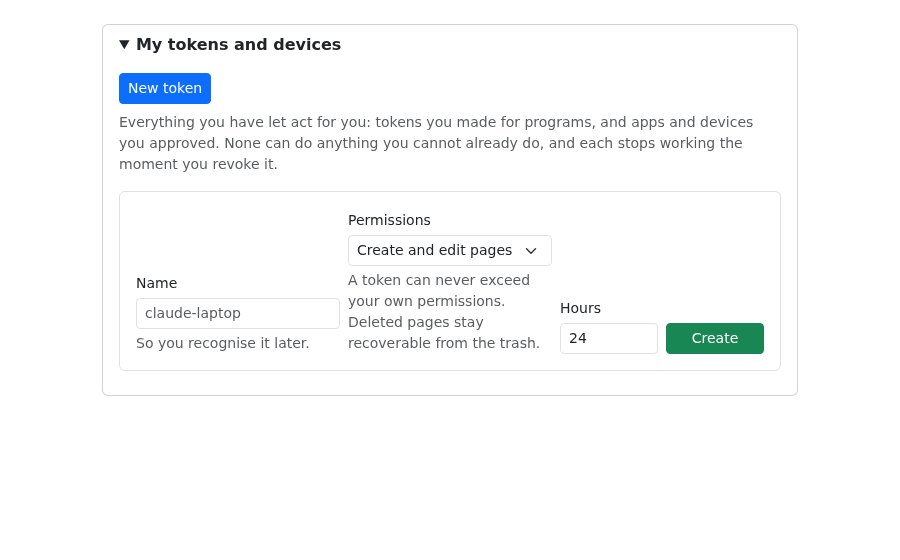 My tokens and devices
New token
Everything you have let act for you: tokens you made for programs, and apps and devices
you approved. None can do anything you cannot already do, and each stops working the
moment you revoke it.
Name
claude-laptop
So you recognise it later.
Permissions
Create and edit pages
A token can never exceed
your own permissions.
Deleted pages stay
recoverable from the trash.
Hours
24
Create